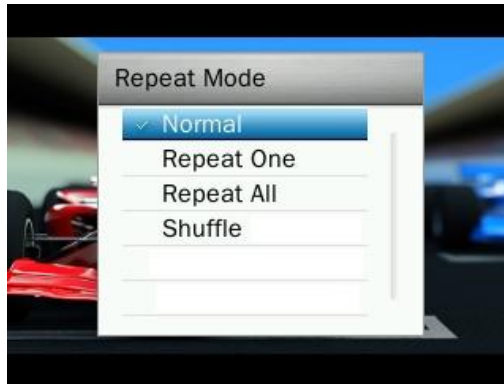 Repeat Mode
Normal
Repeat One
Repeat All
Shuffle